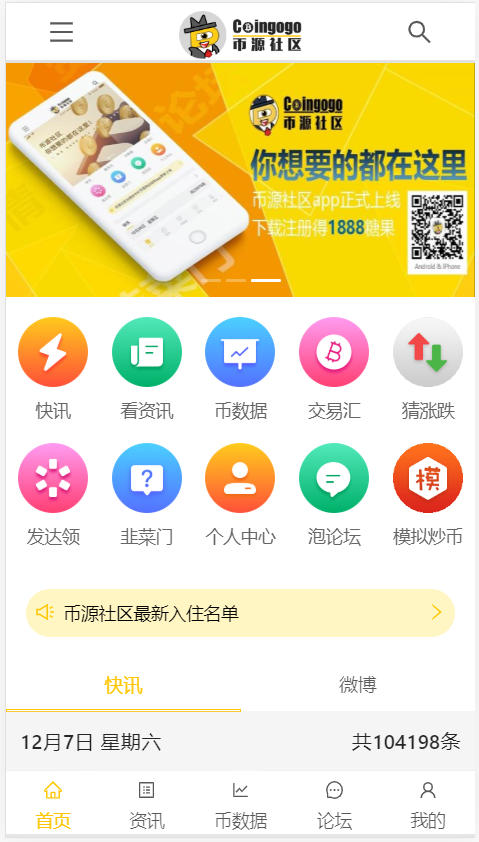 Coingogo
币源社区
Coingogo
币源社区
你想要的都在这里
币源社区app正式上线
下载注册得1888糖果
Android & iPhone
快讯
看资讯
币数据
交易汇
猜涨跌
模
发达领
韭菜门
个人中心
泡论坛
模拟炒币
币源社区最新入住名单
快讯
微博
12月7日 星期六
共104198条
首页
资讯
币数据
论坛
我的